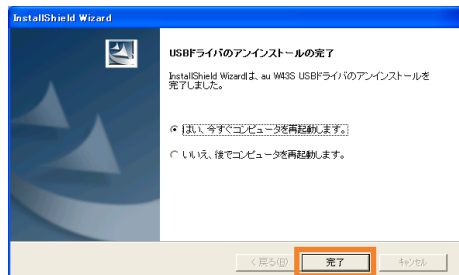 InstallShield Wizard
USBドライバのアンインストールの完了
InstallShield Wizardは、au W43S USBドライバのアンインストールを
完了しました。
はい、今すぐコンピュータを再起動します。
いいえ、後でコンピュータを再起動します。
< 戻る(B)
完了
キャンセル